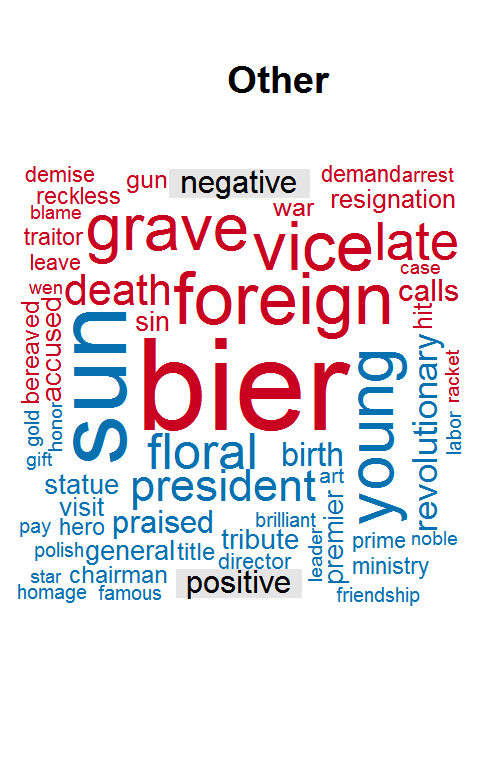 Other
demise
gun
negative
demand
arrest
reckless
war
resignation
blame
grave
vice
late
traitor
leave
case
wen
death
foreign
calls
bereaved
accused
sin
hit
sun
bier
young
revolutionary
racket
gold
honor
labor
gift
floral
birth
statue
president
art
visit
pay
hero
praised
brilliant
premier
tribute
prime
noble
polish
general
title
director
leader
ministry
star
chairman
positive
homage
famous
friendship